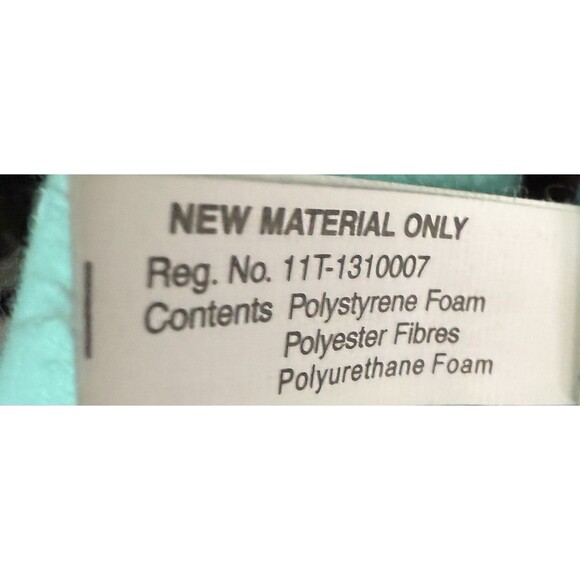 NEW MATERIAL ONLY
Reg. No. 11T-1310007
Contents Polystyrene Foam
Polyester Fibres
Polyurethane Foam